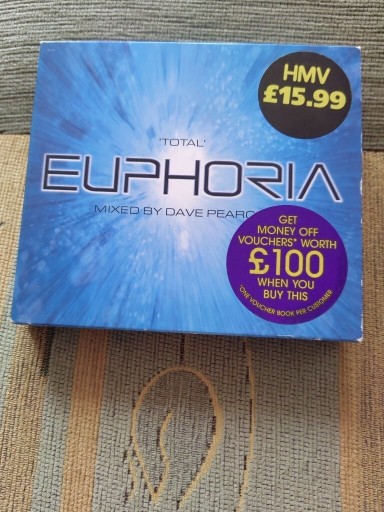 HMV
£15.99
'TOTAL'
EUPHORIA
MIXED BY DAVE PEARC
GET
MONEY OFF
VOUCHERS* WORTH
£100
WHEN YOU
BUY THIS
*ONE VOUCHER BOOK PER CUSTOMER